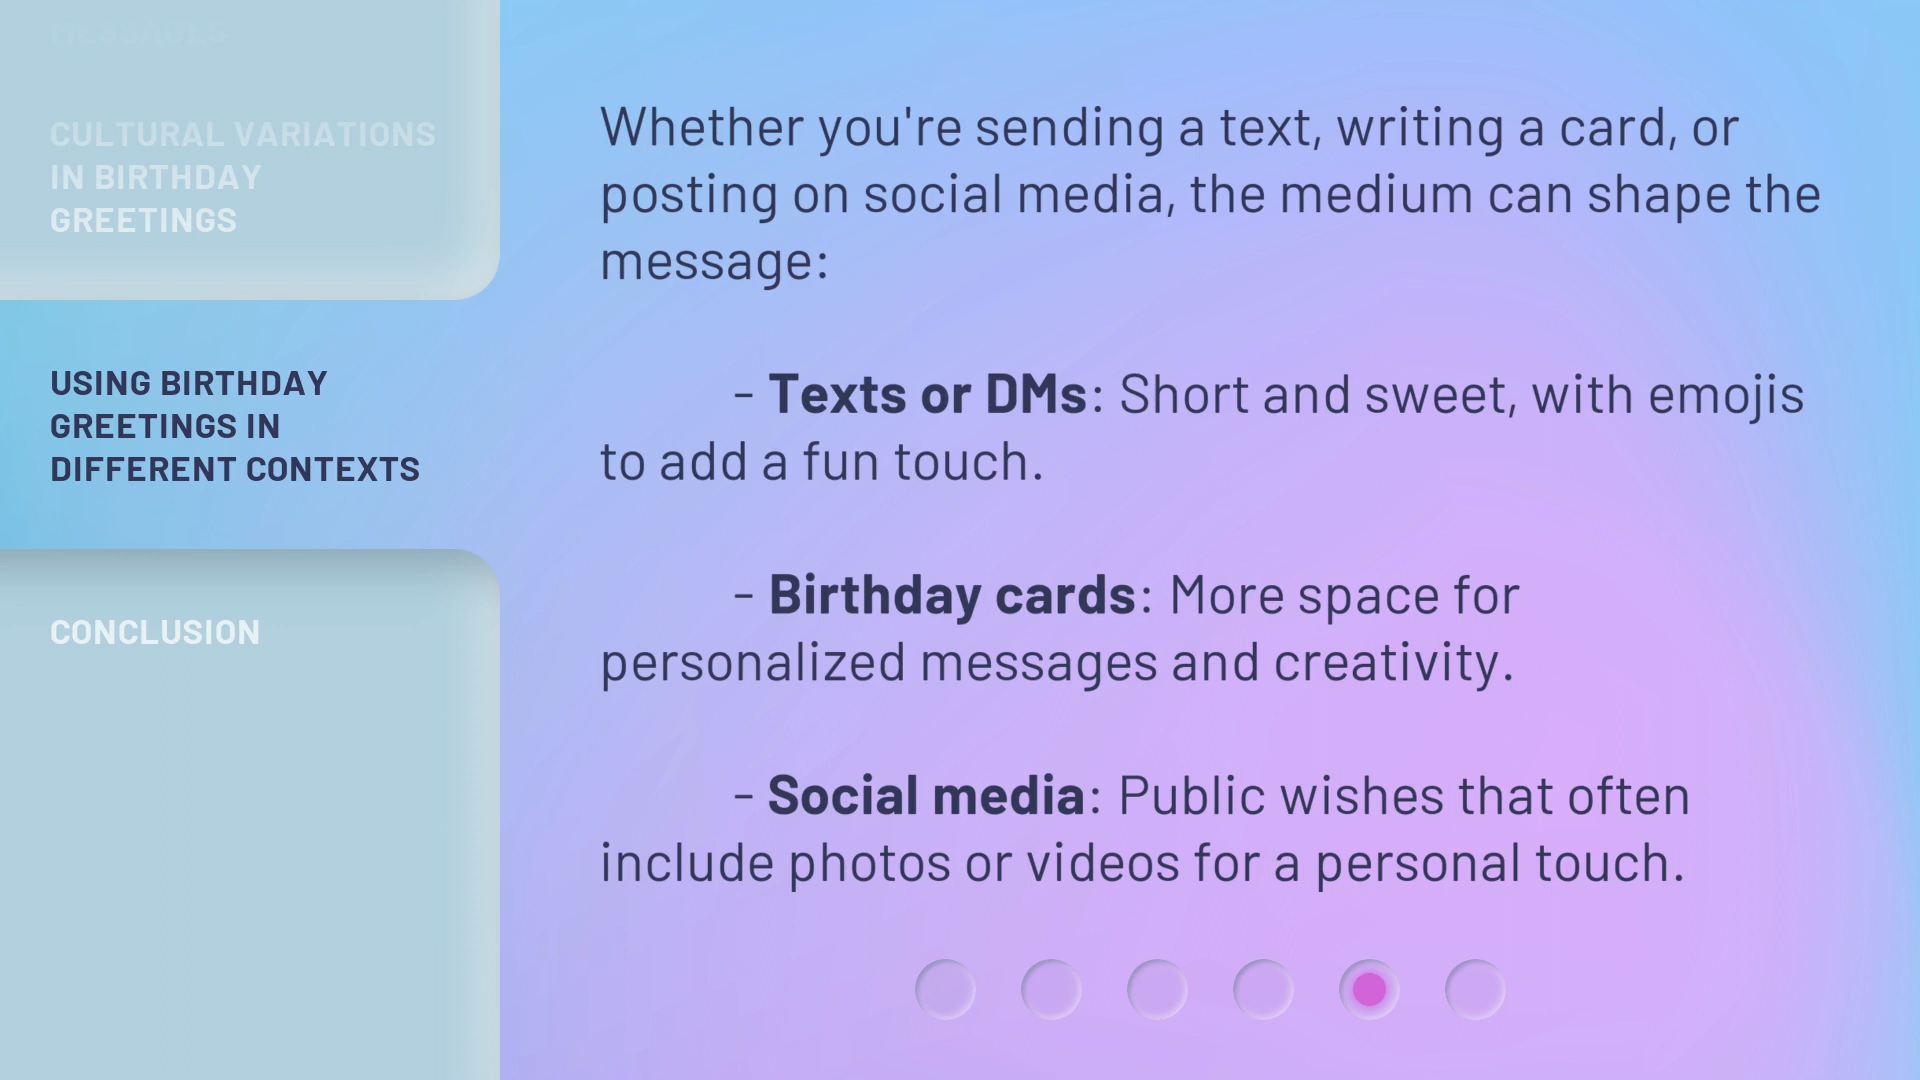 CULTURAL VARIATIONS
IN BIRTHDAY
GREETINGS
USING BIRTHDAY
GREETINGS IN
DIFFERENT CONTEXTS
CONCLUSION
Whether you're sending a text, writing a card, or
posting on social media, the medium can shape the
message:
- Texts or DMs: Short and sweet, with emojis
to add a fun touch.
- Birthday cards: More space for
personalized messages and creativity.
- Social media: Public wishes that often
include photos or videos for a personal touch.